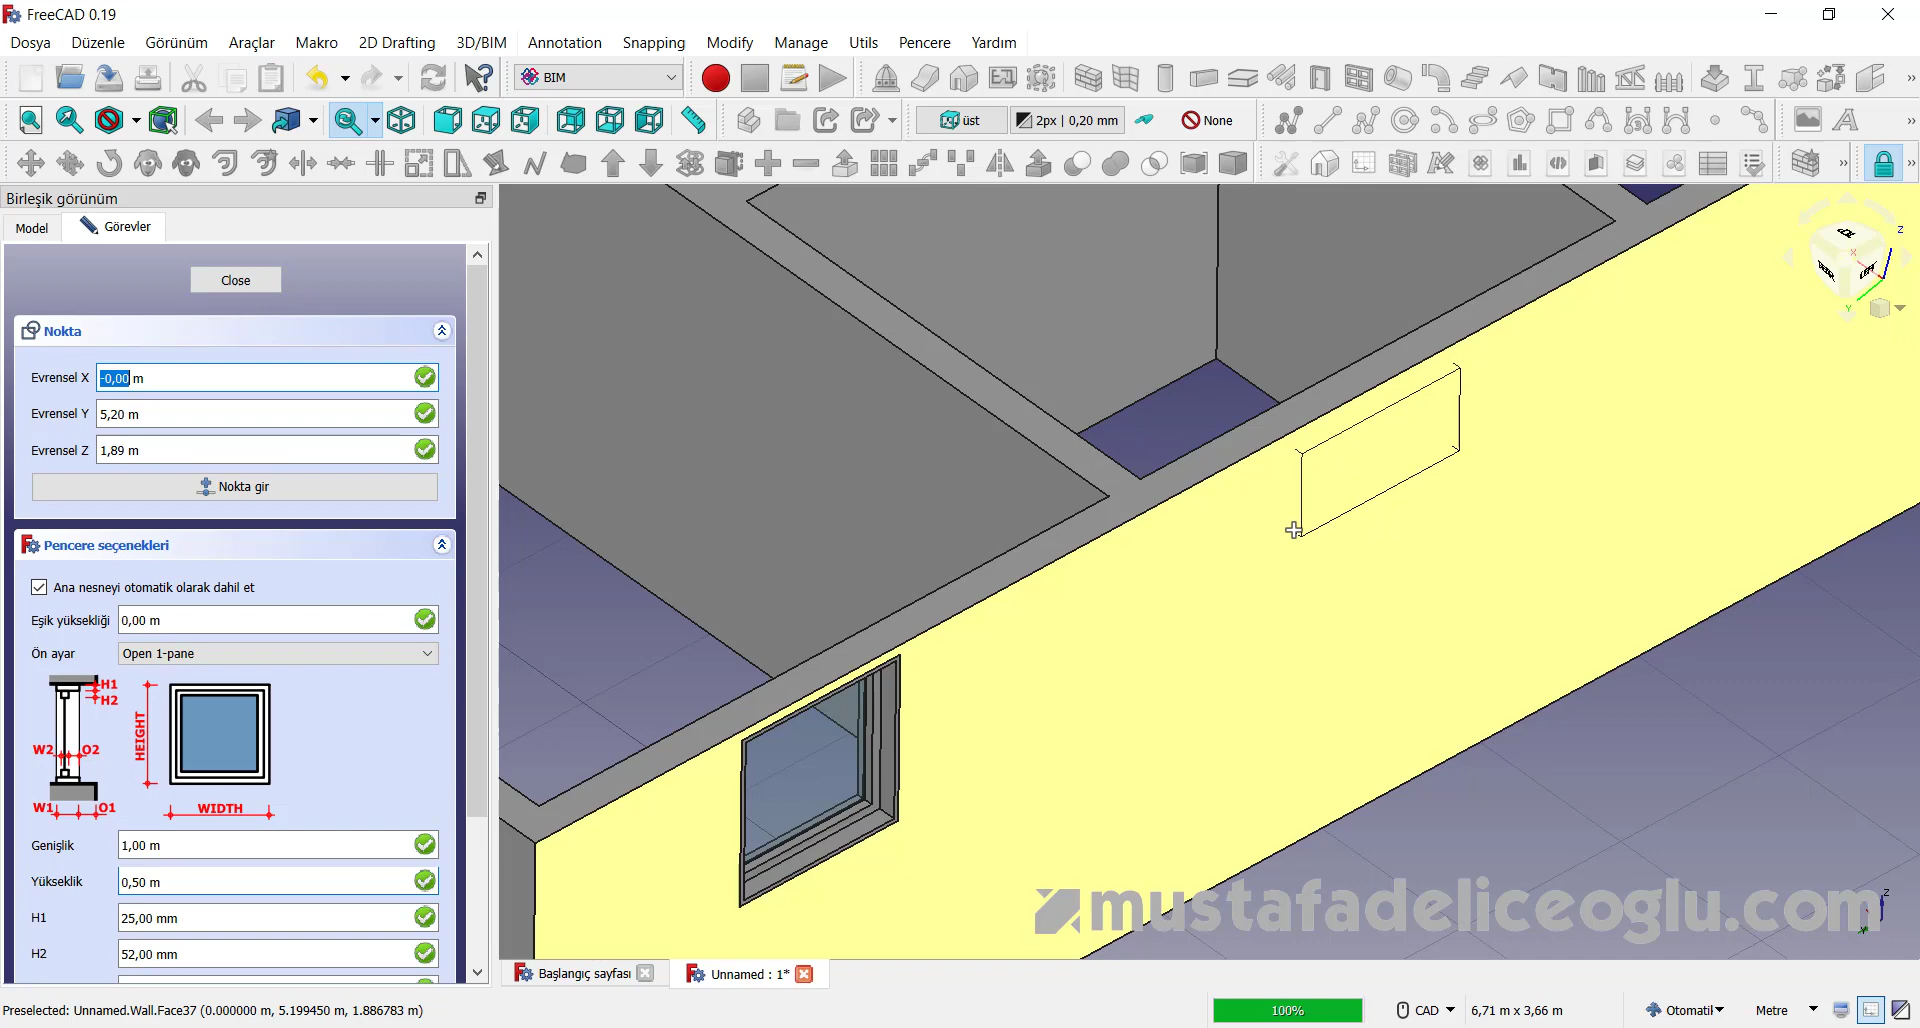 FreeCAD 0.19
Dosya Düzenle Görünüm Araçlar Makro 2D Drafting 3D/BIM Annotation Snapping Modify Manage Utils Pencere Yardım
BIM
üst
2px | 0,20 mm
None
Birleşik görünüm
Model
Görevler
Close
Nokta
Evrensel X -0,00 m
Evrensel Y 5,20 m
Evrensel Z 1,89 m
Nokta gir
Pencere seçenekleri
Ana nesneyi otomatik olarak dahil et
Eşik yüksekliği 0,00 m
Ön ayar Open 1-pane
H1
H2
HEIGHT
W2 O2
W1 O1
WIDTH
Genişlik 1,00 m
Yükseklik 0,50 m
H1 25,00 mm
H2 52,00 mm
Z
X
Y
mustafadeliceoglu.com
Z
Başlangıç sayfası
Unnamed : 1*
Preselected: Unnamed.Wall.Face37 (0.000000 m, 5.199450 m, 1.886783 m)
100%
CAD
6,71 m x 3,66 m
Otomatil
Metre